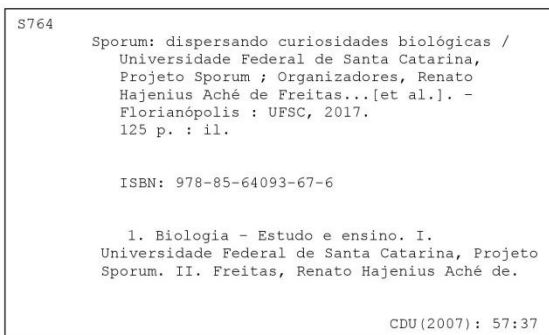 S764
Sporum: dispersando curiosidades biológicas /
Universidade Federal de Santa Catarina,
Projeto Sporum ; Organizadores, Renato
Hajenius Aché de Freitas...[et al.]. –
Florianópolis : UFSC, 2017.
125 p. : il.
ISBN: 978-85-64093-67-6
1. Biologia – Estudo e ensino. I.
Universidade Federal de Santa Catarina, Projeto
Sporum. II. Freitas, Renato Hajenius Aché de.
CDU(2007): 57:37